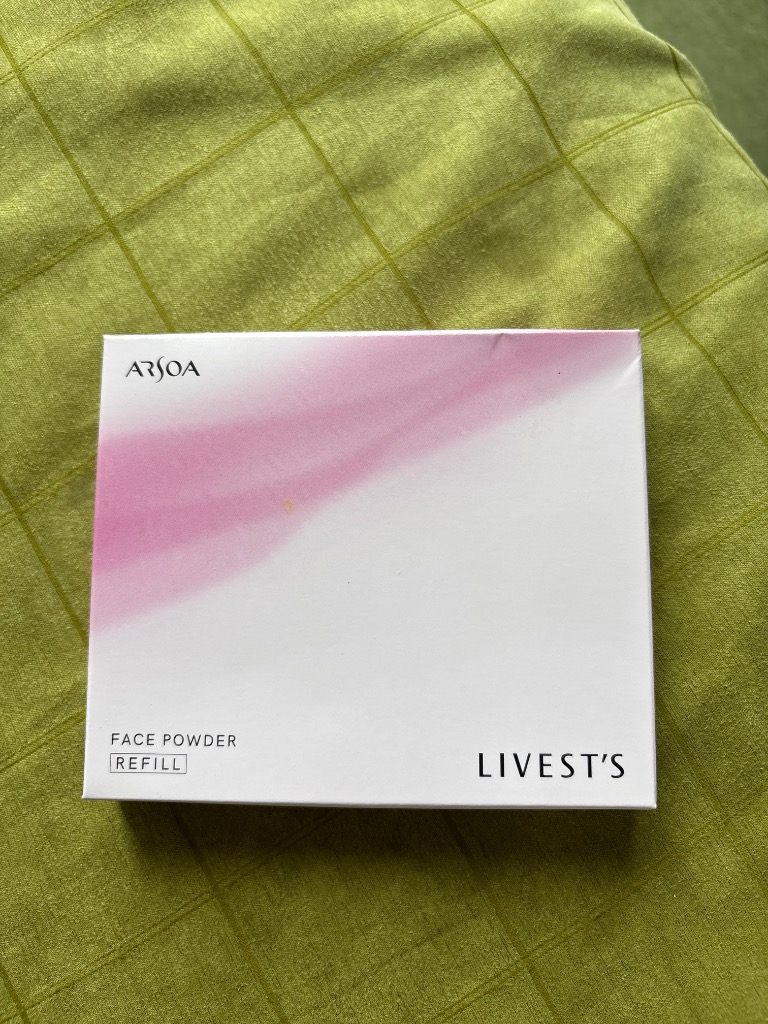 ARSOA
FACE POWDER
REFILL
LIVEST'S